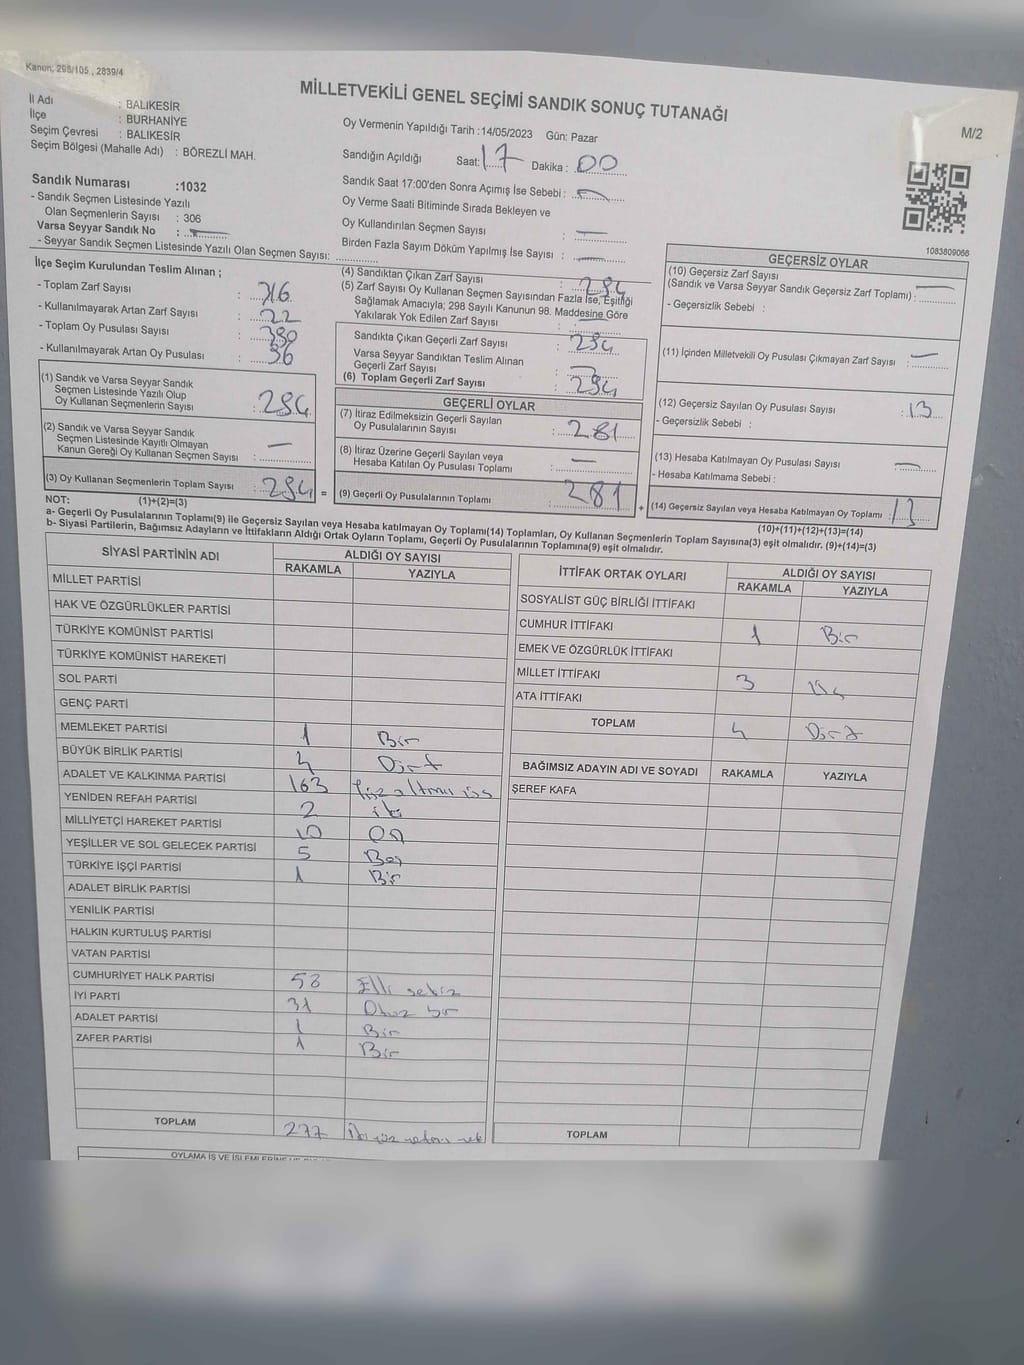 Kanun: 298/105 , 2839/4
MİLLETVEKİLİ GENEL SEÇİMİ SANDIK SONUÇ TUTANAĞI
M/2
İl Adı : BALIKESİR
İlçe : BURHANİYE
Seçim Çevresi : BALIKESİR
Seçim Bölgesi (Mahalle Adı) : BÖREZLİ MAH.
Sandık Numarası :1032
- Sandık Seçmen Listesinde Yazılı
Olan Seçmenlerin Sayısı : 306
Varsa Seyyar Sandık No : —
- Seyyar Sandık Seçmen Listesinde Yazılı Olan Seçmen Sayısı:
Oy Vermenin Yapıldığı Tarih :14/05/2023 Gün: Pazar
Sandığın Açıldığı Saat: 17 Dakika : 00
Sandık Saat 17:00'den Sonra Açımış İse Sebebi : —
Oy Verme Saati Bitiminde Sırada Bekleyen ve
Oy Kullandırılan Seçmen Sayısı : —
Birden Fazla Sayım Döküm Yapılmış İse Sayısı : —
1083809066
İlçe Seçim Kurulundan Teslim Alınan ;
- Toplam Zarf Sayısı : 316
- Kullanılmayarak Artan Zarf Sayısı : 22
- Toplam Oy Pusulası Sayısı :
- Kullanılmayarak Artan Oy Pusulası : 36
(1) Sandık ve Varsa Seyyar Sandık
Seçmen Listesinde Yazılı Olup
Oy Kullanan Seçmenlerin Sayısı : 294
(2) Sandık ve Varsa Seyyar Sandık
Seçmen Listesinde Kayıtlı Olmayan
Kanun Gereği Oy Kullanan Seçmen Sayısı : —
(3) Oy Kullanan Seçmenlerin Toplam Sayısı : 294 =
(4) Sandıktan Çıkan Zarf Sayısı : 294
(5) Zarf Sayısı Oy Kullanan Seçmen Sayısından Fazla İse, Eşitliği
Sağlamak Amacıyla; 298 Sayılı Kanunun 98. Maddesine Göre
Yakılarak Yok Edilen Zarf Sayısı : —
Sandıkta Çıkan Geçerli Zarf Sayısı : 294
Varsa Seyyar Sandıktan Teslim Alınan
Geçerli Zarf Sayısı : —
(6) Toplam Geçerli Zarf Sayısı : 294
GEÇERLİ OYLAR
(7) İtiraz Edilmeksizin Geçerli Sayılan
Oy Pusulalarının Sayısı : 281
(8) İtiraz Üzerine Geçerli Sayılan veya
Hesaba Katılan Oy Pusulası Toplamı : —
(9) Geçerli Oy Pusulalarının Toplamı : 281 +
GEÇERSİZ OYLAR
(10) Geçersiz Zarf Sayısı
(Sandık ve Varsa Seyyar Sandık Geçersiz Zarf Toplamı) : —
- Geçersizlik Sebebi :
(11) İçinden Milletvekili Oy Pusulası Çıkmayan Zarf Sayısı : —
(12) Geçersiz Sayılan Oy Pusulası Sayısı : 13
- Geçersizlik Sebebi :
(13) Hesaba Katılmayan Oy Pusulası Sayısı : —
- Hesaba Katılmama Sebebi :
(14) Geçersiz Sayılan veya Hesaba Katılmayan Oy Toplamı : 13
NOT: (1)+(2)=(3)
(10)+(11)+(12)+(13)=(14)
a- Geçerli Oy Pusulalarının Toplamı(9) ile Geçersiz Sayılan veya Hesaba katılmayan Oy Toplamı(14) Toplamları, Oy Kullanan Seçmenlerin Toplam Sayısına(3) eşit olmalıdır. (9)+(14)=(3)
b- Siyasi Partilerin, Bağımsız Adayların ve İttifakların Aldığı Ortak Oyların Toplamı, Geçerli Oy Pusulalarının Toplamına(9) eşit olmalıdır.
SİYASİ PARTİNİN ADI ALDIĞI OY SAYISI
RAKAMLA YAZIYLA
MİLLET PARTİSİ
HAK VE ÖZGÜRLÜKLER PARTİSİ
TÜRKİYE KOMÜNİST PARTİSİ
TÜRKİYE KOMÜNİST HAREKETİ
SOL PARTİ
GENÇ PARTİ
MEMLEKET PARTİSİ 1 Bir
BÜYÜK BİRLİK PARTİSİ 4 Dört
ADALET VE KALKINMA PARTİSİ 163 Yüz altmış üç
YENİDEN REFAH PARTİSİ 2 iki
MİLLİYETÇİ HAREKET PARTİSİ 10 On
YEŞİLLER VE SOL GELECEK PARTİSİ 5 Beş
TÜRKİYE İŞÇİ PARTİSİ 1 Bir
ADALET BİRLİK PARTİSİ
YENİLİK PARTİSİ
HALKIN KURTULUŞ PARTİSİ
VATAN PARTİSİ
CUMHURİYET HALK PARTİSİ 58 Elli sekiz
İYİ PARTİ 31 Otuz bir
ADALET PARTİSİ 1 Bir
ZAFER PARTİSİ 1 Bir
TOPLAM 277 İki yüz yetmiş yedi
İTTİFAK ORTAK OYLARI ALDIĞI OY SAYISI
RAKAMLA YAZIYLA
SOSYALİST GÜÇ BİRLİĞİ İTTİFAKI
CUMHUR İTTİFAKI 1 Bir
EMEK VE ÖZGÜRLÜK İTTİFAKI
MİLLET İTTİFAKI 3 Üç
ATA İTTİFAKI
TOPLAM 4 Dört
BAĞIMSIZ ADAYIN ADI VE SOYADI RAKAMLA YAZIYLA
ŞEREF KAFA
TOPLAM